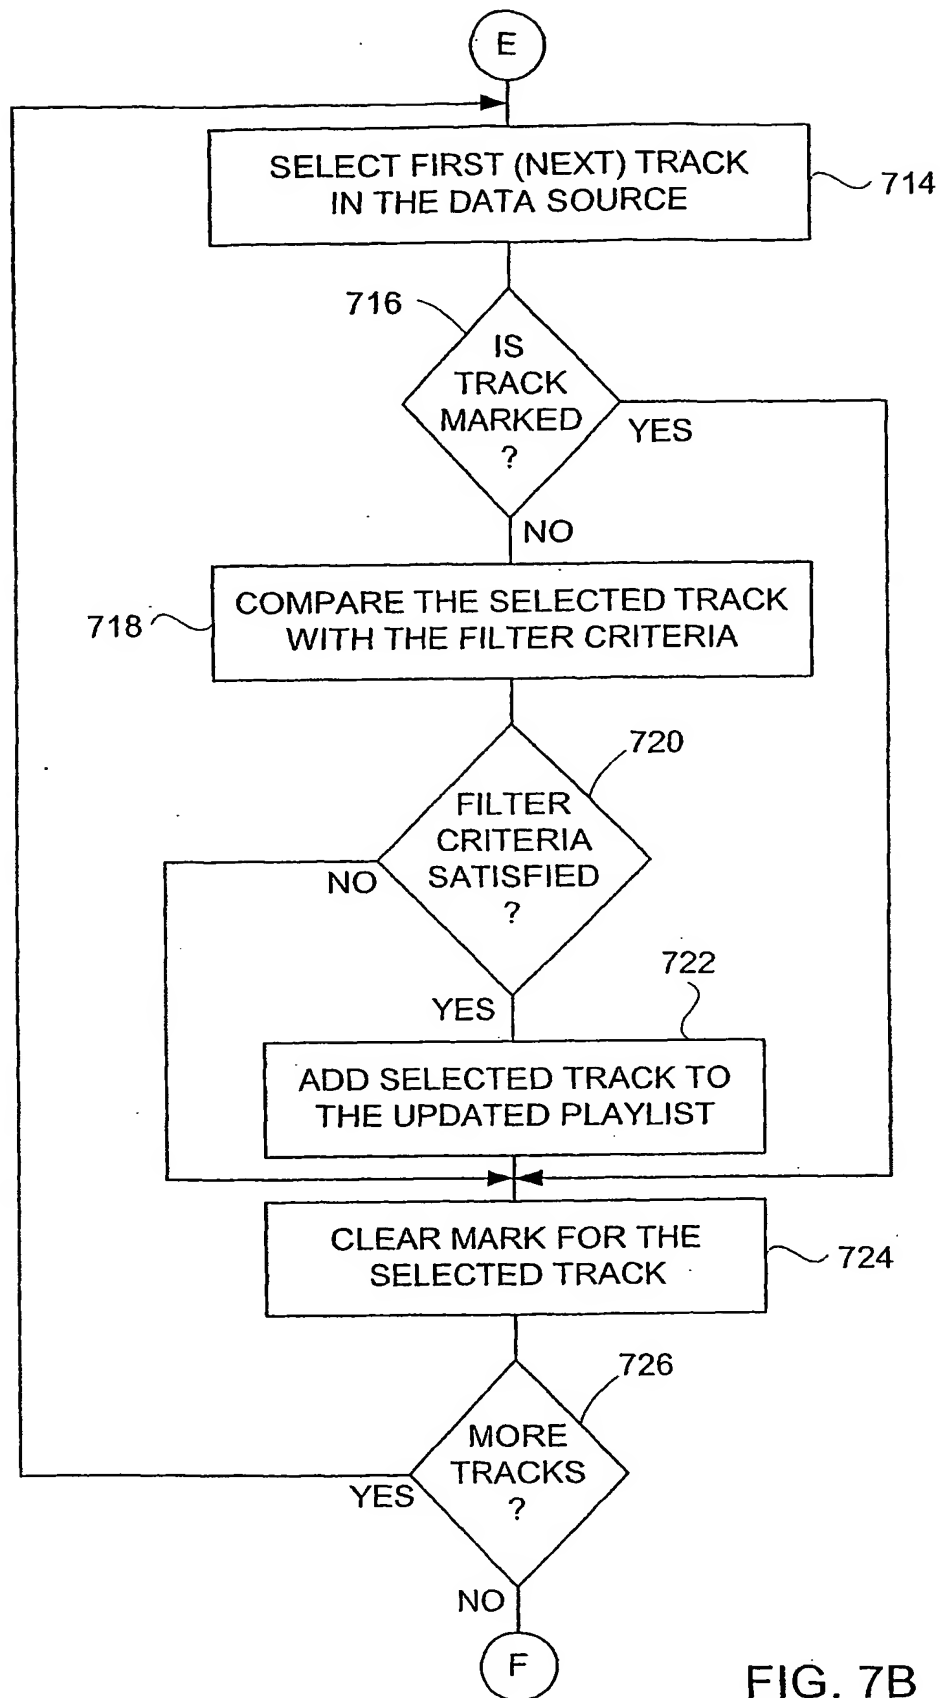 E
SELECT FIRST (NEXT) TRACK
IN THE DATA SOURCE
714
716
IS
TRACK
MARKED
?
YES
NO
718
COMPARE THE SELECTED TRACK
WITH THE FILTER CRITERIA
720
FILTER
CRITERIA
SATISFIED
?
NO
YES
722
ADD SELECTED TRACK TO
THE UPDATED PLAYLIST
CLEAR MARK FOR THE
SELECTED TRACK
724
726
MORE
TRACKS
?
YES
NO
F
FIG. 7B